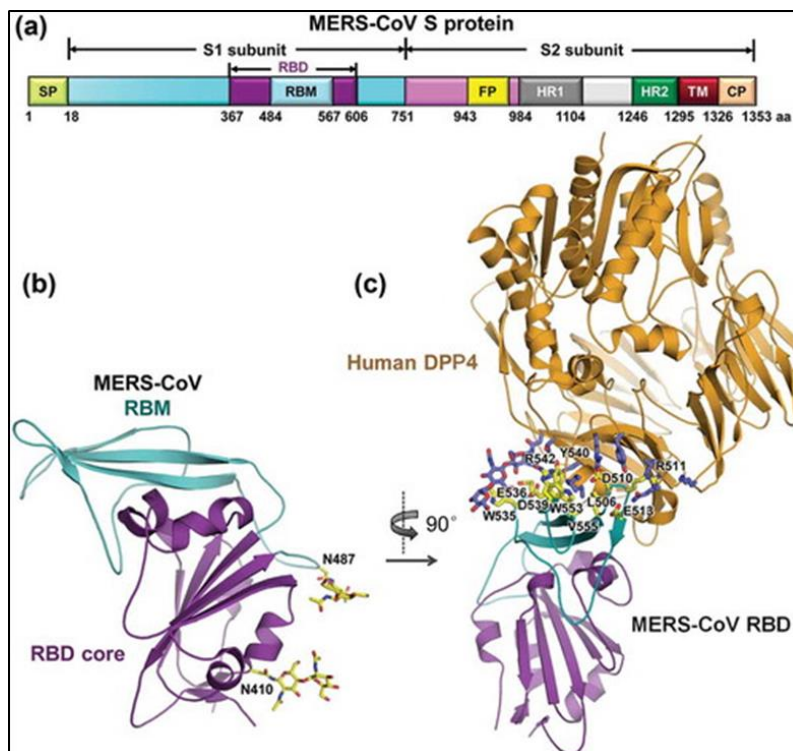 (a) MERS-CoV S protein
S1 subunit S2 subunit
RBD
SP RBM FP HR1 HR2 TM CP
1 18 367 484 567 606 751 943 984 1104 1246 1295 1326 1353 aa
(b) (c)
Human DPP4
MERS-CoV
RBM
R542 Y540
D510 R511
E536
D539 W553 L506
W535 V555 E513
90°
N487
RBD core
N410
MERS-CoV RBD